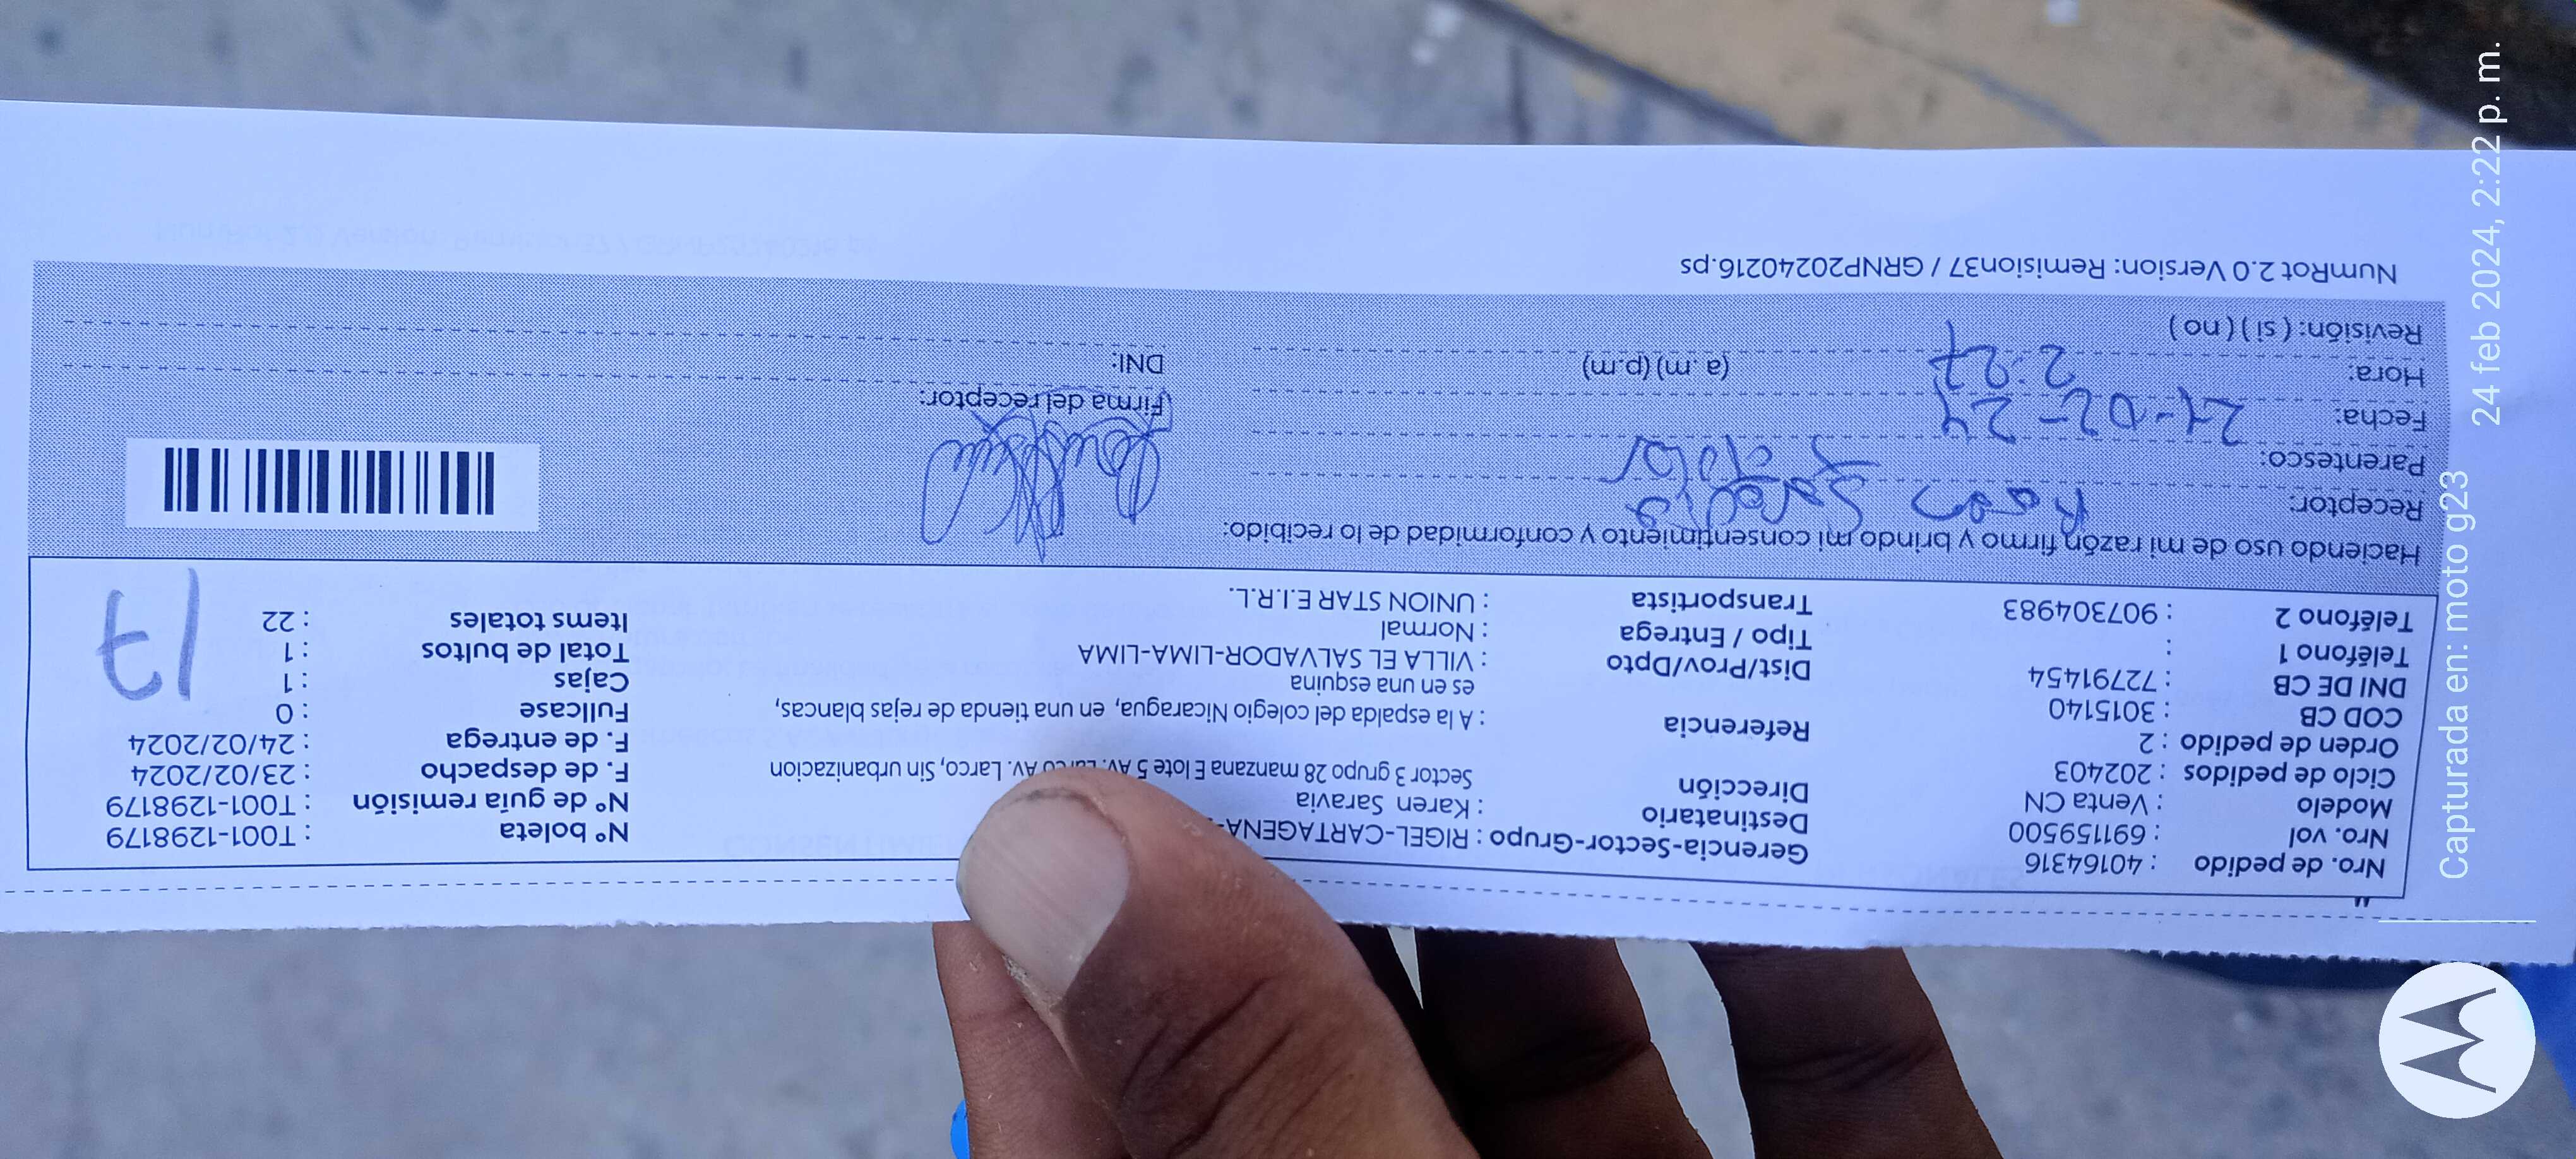 Nro. de pedido : 40164316
Nro. vol : 691159500
Modelo : Venta CN
Ciclo de pedidos : 202403
Orden de pedido : 2
COD CB : 3015140
DNI DE CB : 72791454
Teléfono 1 :
Teléfono 2 : 907304983
Gerencia-Sector-Grupo : RIGEL-CARTAGENA-
Destinatario : Karen Saravia
Dirección Sector 3 grupo 28 manzana E lote 5 Av. Larco Av. Larco, Sin urbanizacion
Referencia : A la espalda del colegio Nicaragua, en una tienda de rejas blancas,
es en una esquina
Dist/Prov/Dpto : VILLA EL SALVADOR-LIMA-LIMA
Tipo / Entrega : Normal
Transportista : UNION STAR E.I.R.L.
N° boleta : T001-1298179
N° de guía remisión : T001-1298179
F. de despacho : 23/02/2024
F. de entrega : 24/02/2024
Fullcase : 0
Cajas : 1
Total de bultos : 1
Items totales : 22
17
Haciendo uso de mi razón firmo y brindo mi consentimiento y conformidad de lo recibido:
Receptor:
Parentesco:
Fecha: 24-02-24
Hora: 2:27 (a.m) (p.m)
Revisión: ( si ) ( no )
Firma del receptor:
DNI:
NumRot 2.0 Version: Remision37 / GRNP20240216.ps
Capturada en: moto g23
24 feb 2024, 2:22 p. m.